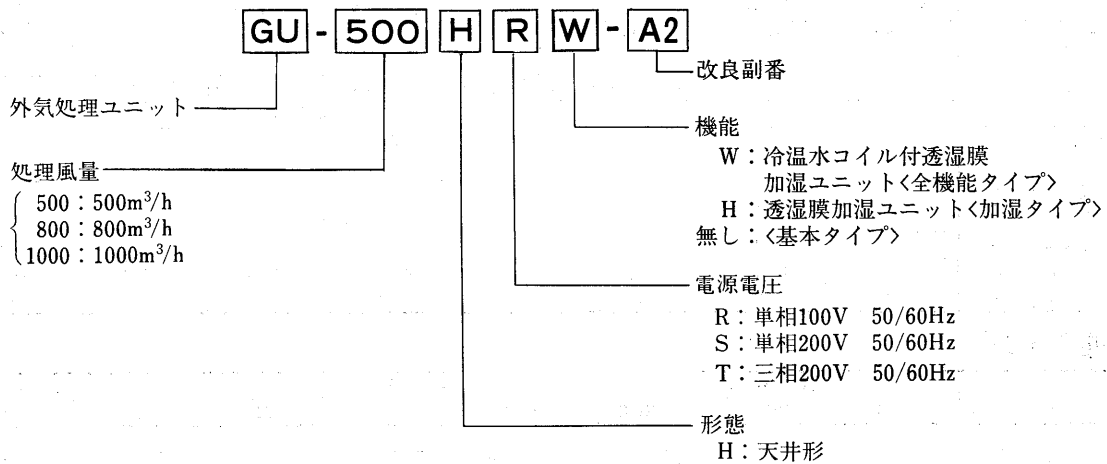 GU-500HRW-A2
改良副番
外気処理ユニット
機能
W：冷温水コイル付透湿膜
加湿ユニット<全機能タイプ>
H：透湿膜加湿ユニット<加湿タイプ>
無し：<基本タイプ>
処理風量
500：500m³/h
800：800m³/h
1000：1000m³/h
電源電圧
R：単相100V 50/60Hz
S：単相200V 50/60Hz
T：三相200V 50/60Hz
形態
H：天井形